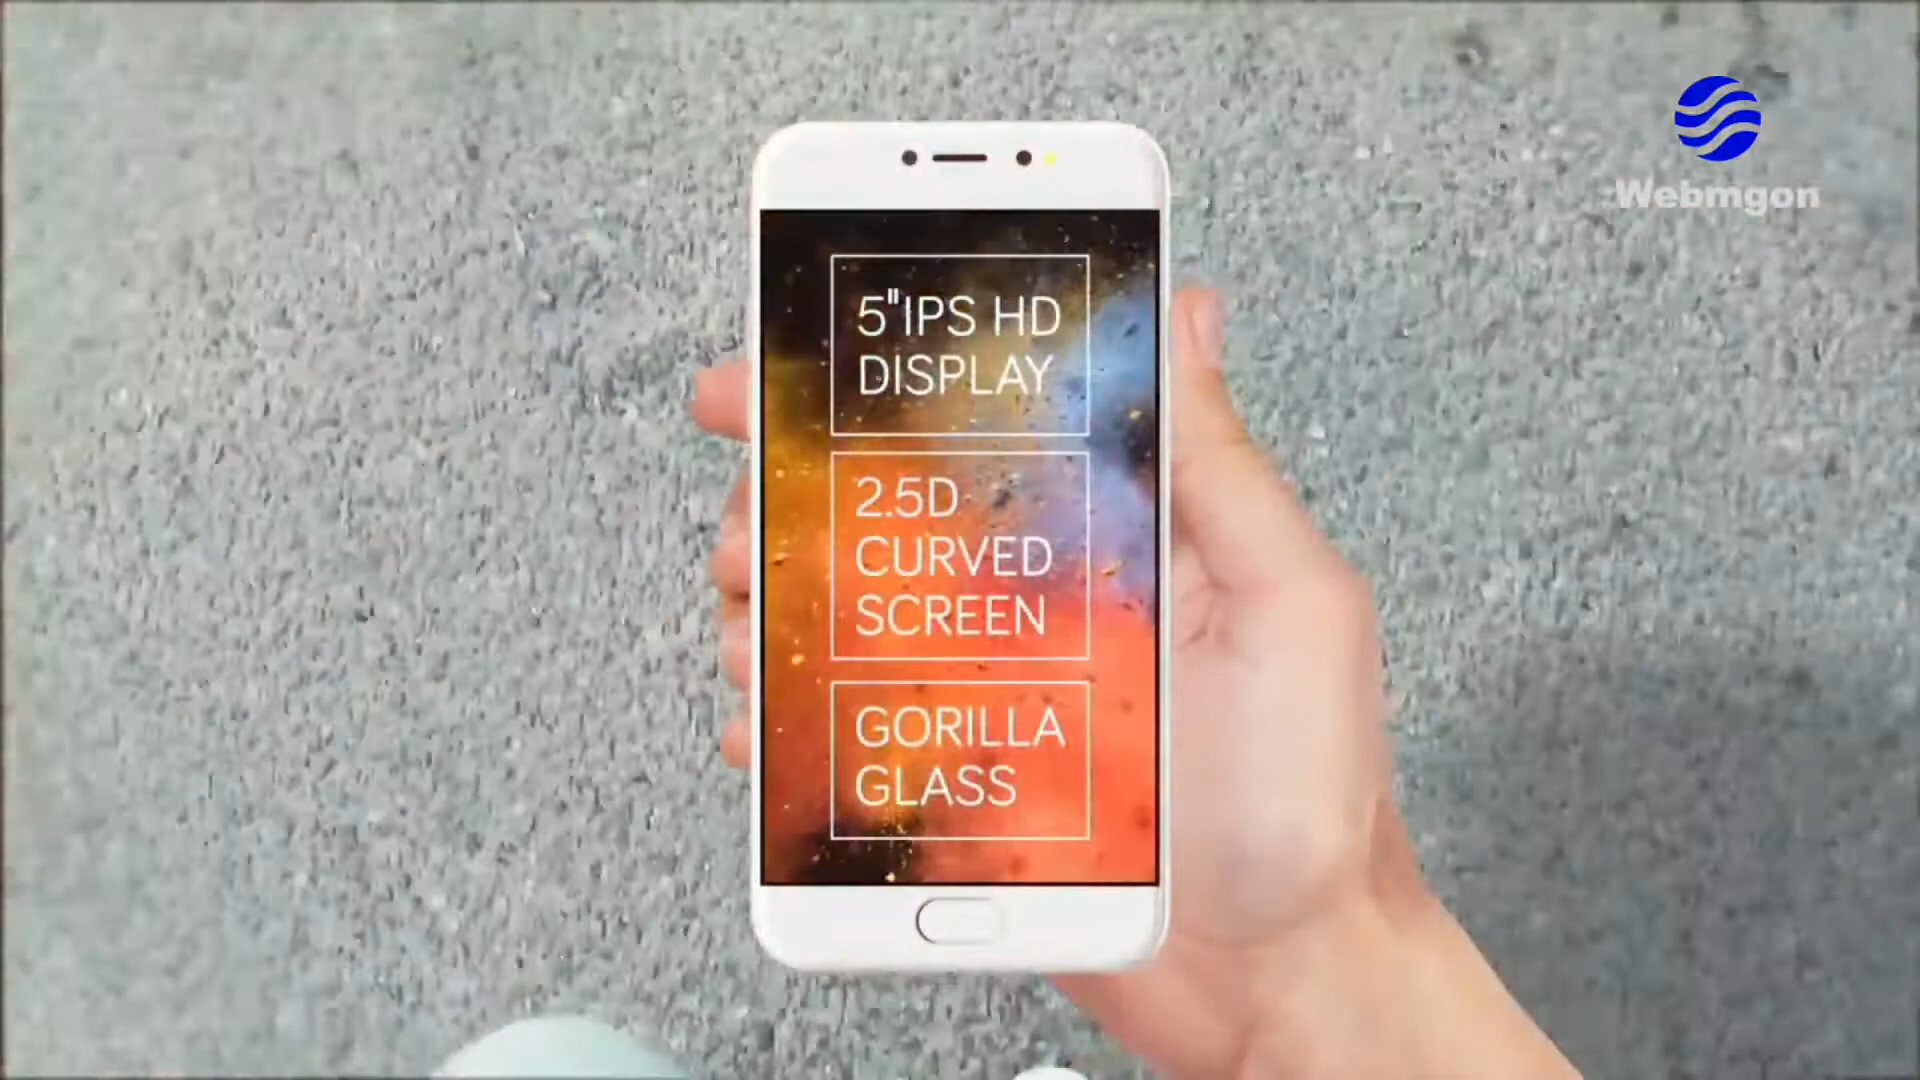 Webmgon
5"IPS HD
DISPLAY
2.5D
CURVED
SCREEN
GORILLA
GLASS